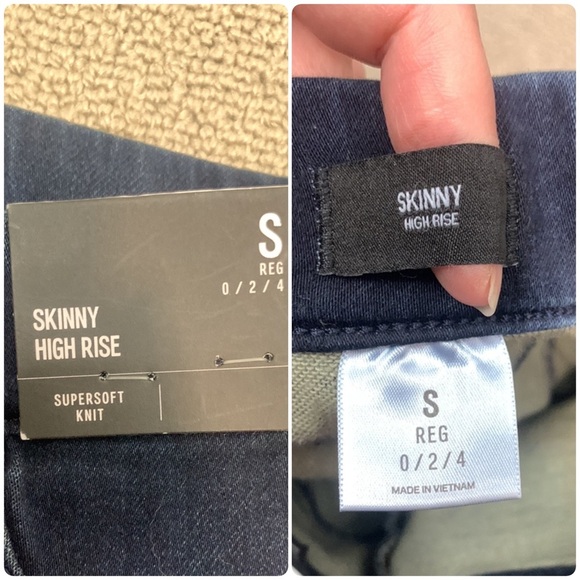 S
REG
0/2/4
SKINNY
HIGH RISE
SUPERSOFT
KNIT
SKINNY
HIGH RISE
S
REG
0/2/4
MADE IN VIETNAM